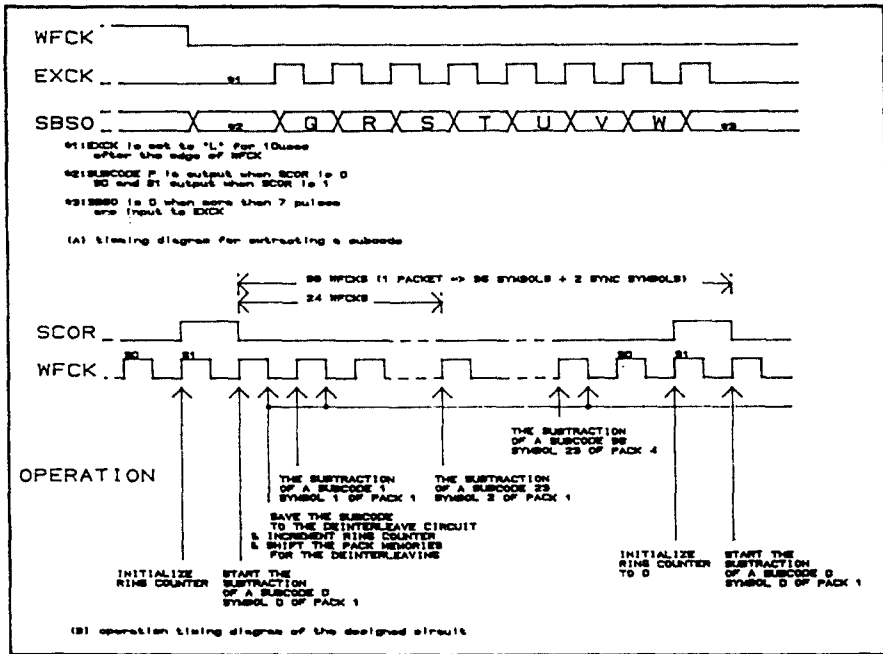 WFCK
EXCK
*1
SBSO
*2 Q R S T U V W *3
*1:EXCK is set to "L" for 10usec
after the edge of WFCK
*2:SUBCODE P is output when SCOR is 0
S0 and S1 output when SCOR is 1
*3:SBSO is 0 when more than 7 pulses
are input to EXCK
(A) timing diagram for extracting a subcode
98 WFCKS (1 PACKET => 96 SYMBOLS + 2 SYNC SYMBOLS)
24 WFCKS
SCOR
S0 S1 S0 S1
WFCK
THE SUBTRACTION
OF A SUBCODE
SYMBOL 23 OF PACK 4
OPERATION
THE SUBTRACTION
OF A SUBCODE 1
SYMBOL 1 OF PACK 1
THE SUBTRACTION
OF A SUBCODE 23
SYMBOL 2 OF PACK 1
SAVE THE SUBCODE
TO THE DEINTERLEAVE CIRCUIT
& INCREMENT RING COUNTER
& SHIFT THE PACK MEMORIES
FOR THE DEINTERLEAVING
INITIALIZE
RING COUNTER
START THE
SUBTRACTION
OF A SUBCODE 0
SYMBOL 0 OF PACK 1
INITIALIZE
RING COUNTER
TO 0
START THE
SUBTRACTION
OF A SUBCODE 0
SYMBOL 0 OF PACK 1
(B) operation timing diagram of the designed circuit